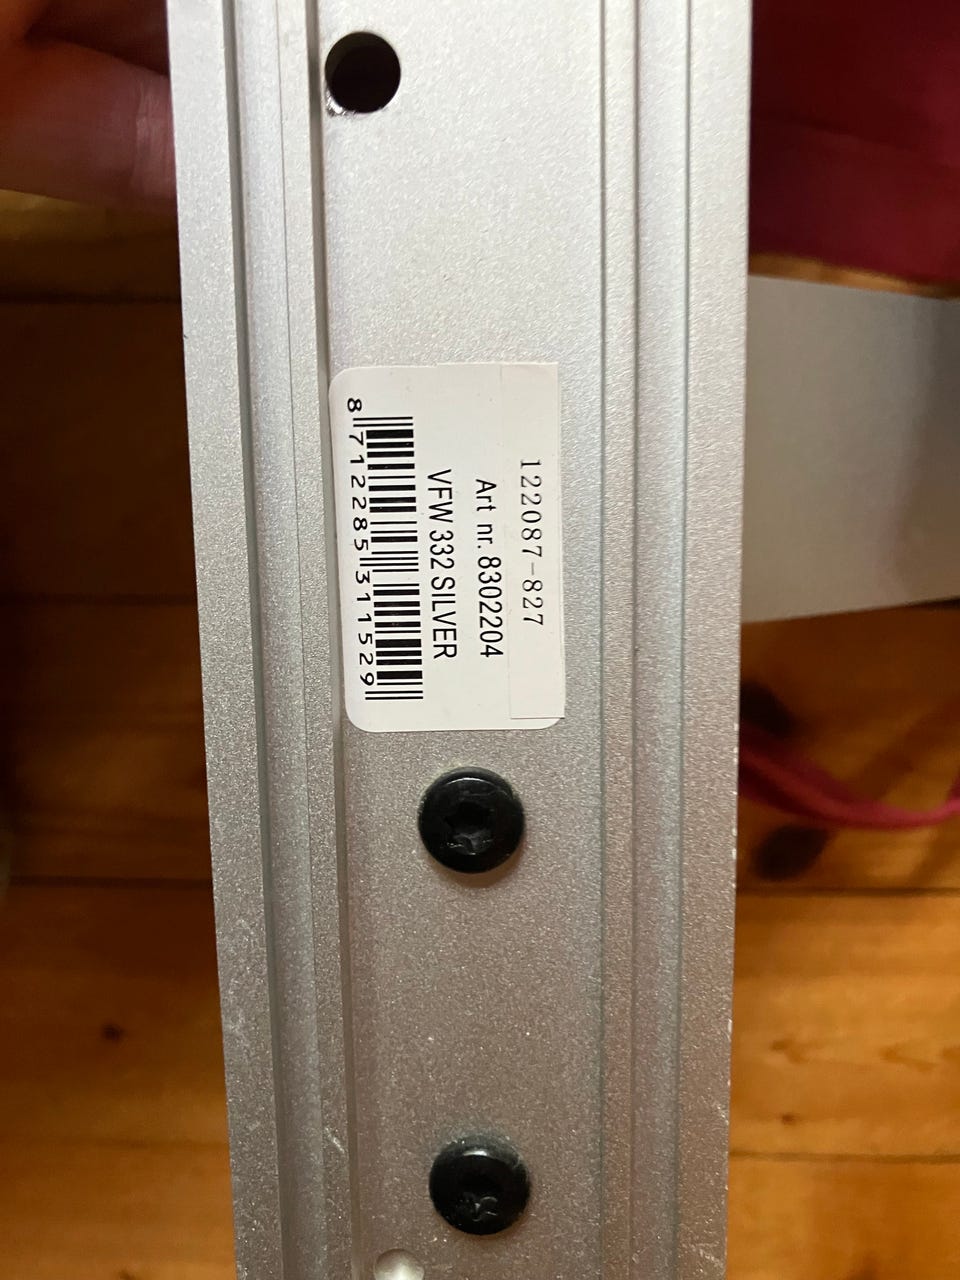 122087-827
Art nr. 8302204
VFW 332 SILVER
8 712285 311529